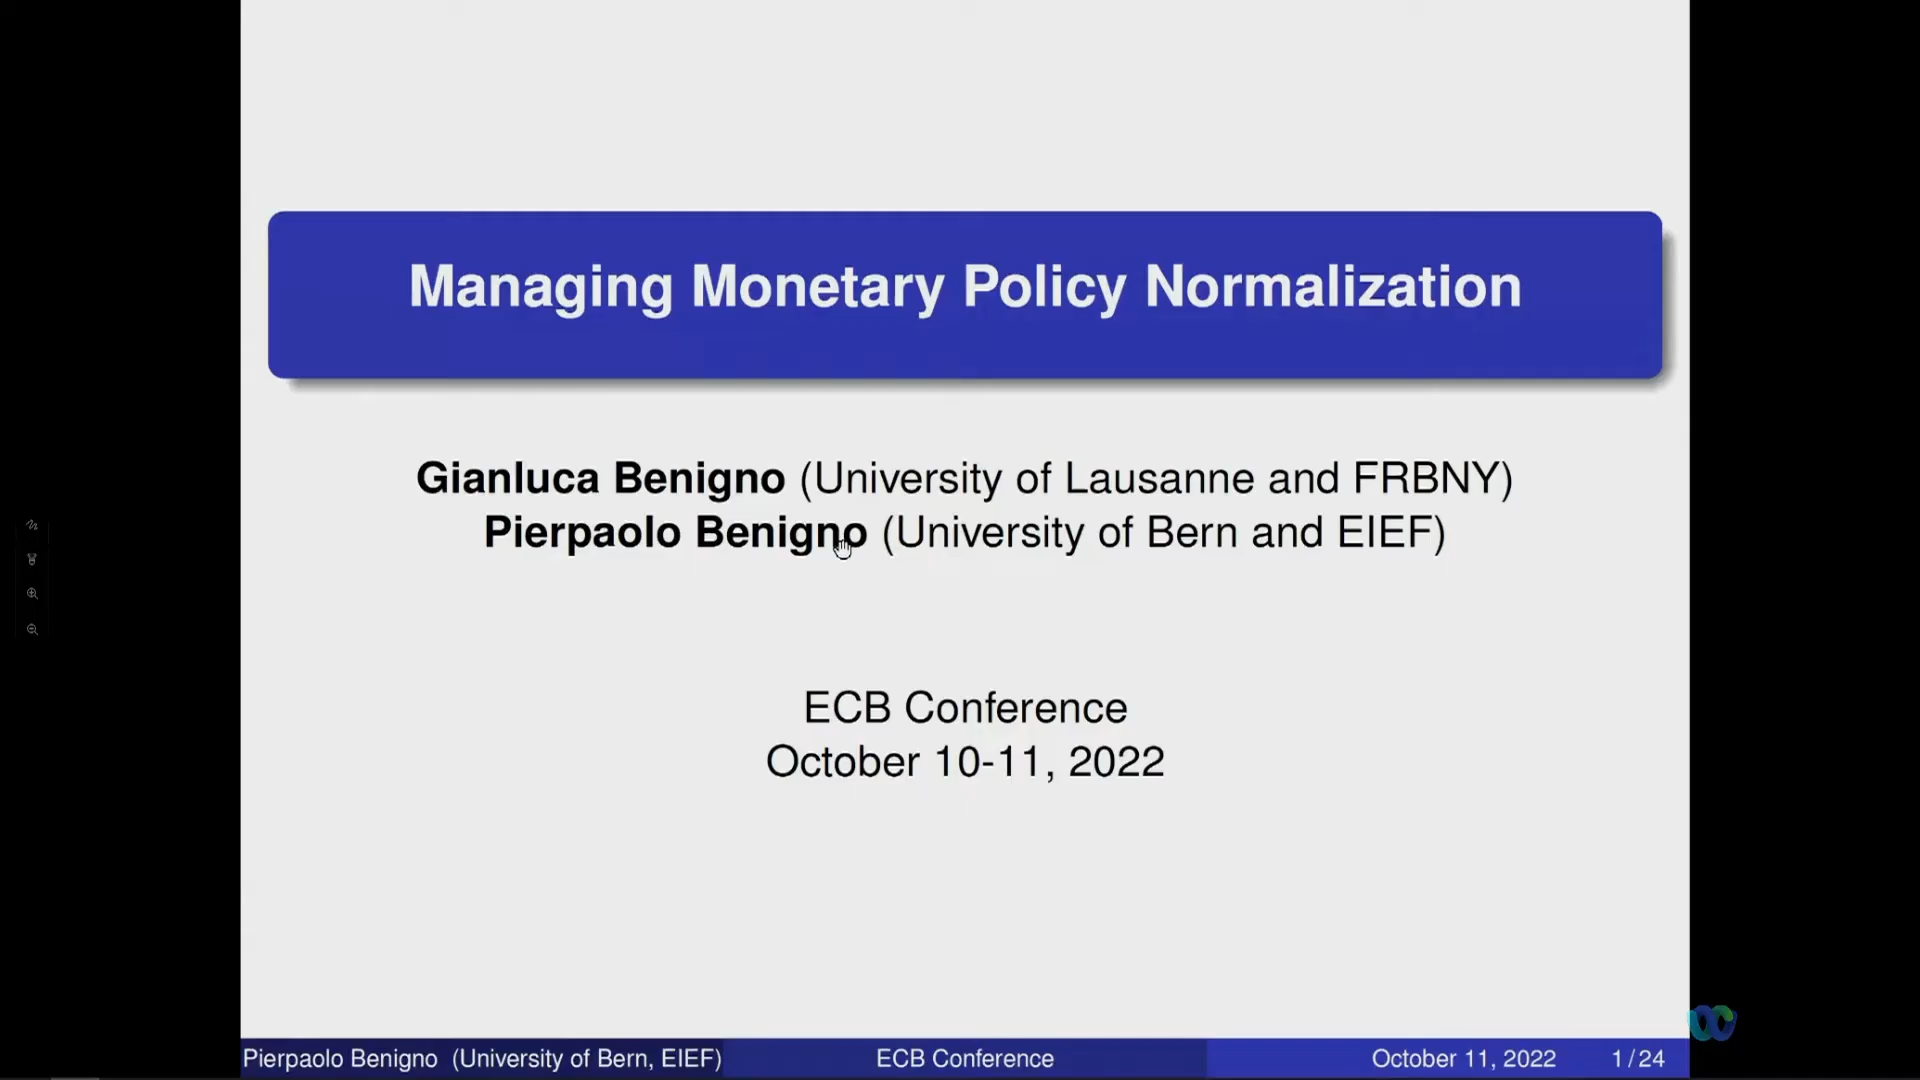 Managing Monetary Policy Normalization
Gianluca Benigno (University of Lausanne and FRBNY)
Pierpaolo Benigno (University of Bern and EIEF)
ECB Conference
October 10-11, 2022
Pierpaolo Benigno (University of Bern, EIEF) ECB Conference October 11, 2022 1 / 24